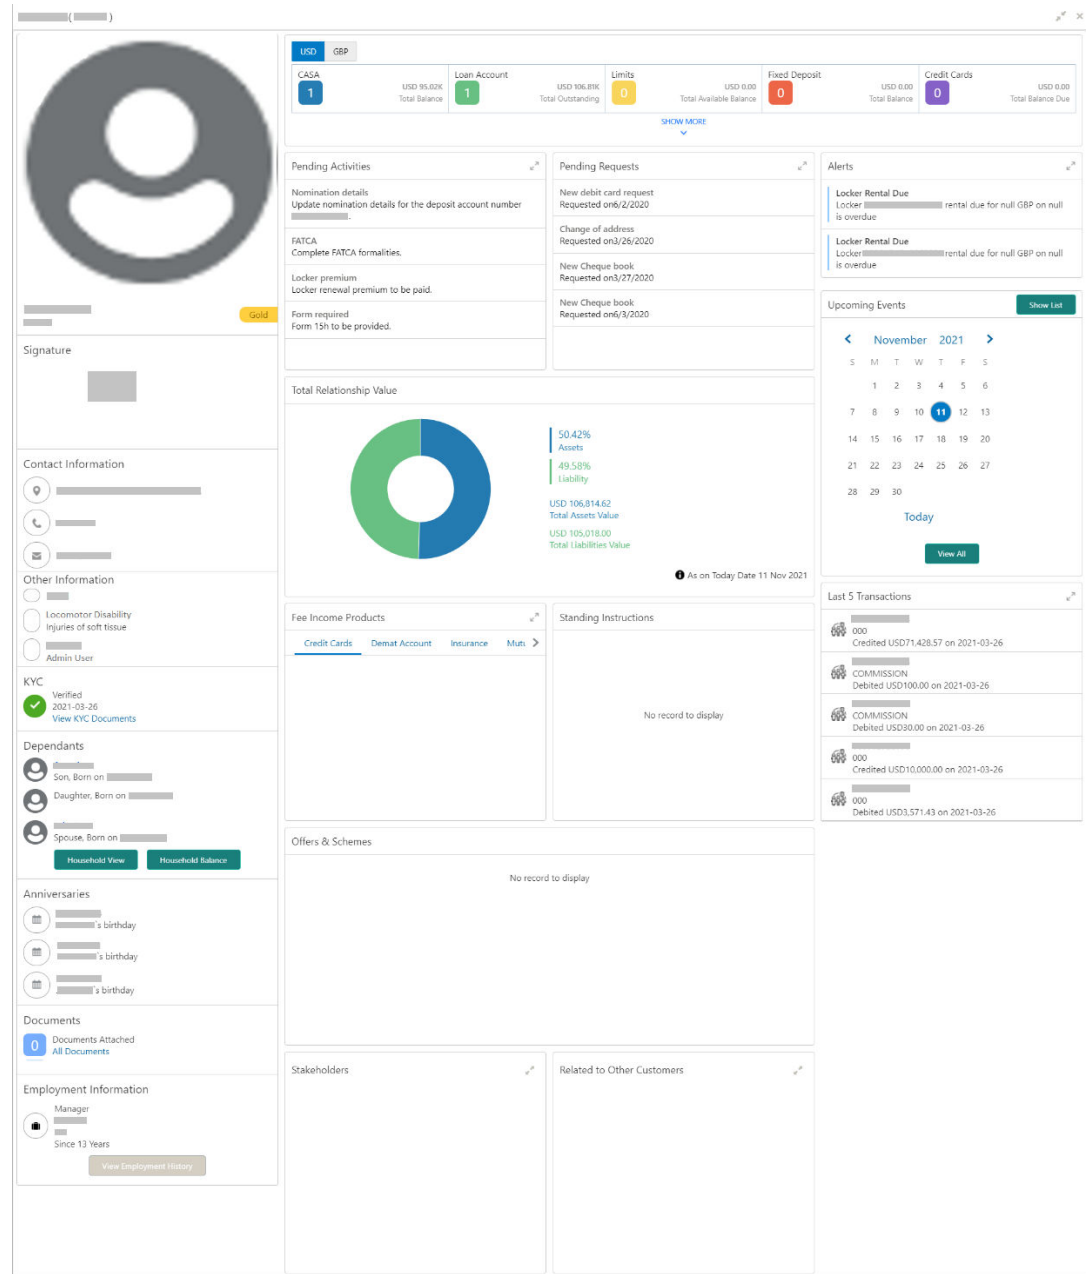 ( )
Gold
Signature
Contact Information
Other Information
Locomotor Disability
Injuries of soft tissue
Admin User
KYC
Verified
2021-03-26
View KYC Documents
Dependants
Son, Born on
Daughter, Born on
Spouse, Born on
Household View Household Balance
Anniversaries
's birthday
's birthday
's birthday
Documents
0 Documents Attached
All Documents
Employment Information
Manager
Since 13 Years
View Employment History
USD GBP
CASA
1
USD 95.02K
Total Balance
Loan Account
1
USD 106.81K
Total Outstanding
Limits
0
USD 0.00
Total Available Balance
Fixed Deposit
0
USD 0.00
Total Balance
Credit Cards
0
USD 0.00
Total Balance Due
SHOW MORE
Pending Activities
Nomination details
Update nomination details for the deposit account number
.
FATCA
Complete FATCA formalities.
Locker premium
Locker renewal premium to be paid.
Form required
Form 15h to be provided.
Pending Requests
New debit card request
Requested on6/2/2020
Change of address
Requested on3/26/2020
New Cheque book
Requested on3/27/2020
New Cheque book
Requested on6/3/2020
Alerts
Locker Rental Due
Locker rental due for null GBP on null
is overdue
Locker Rental Due
Locker rental due for null GBP on null
is overdue
Upcoming Events Show List
November 2021
S M T W T F S
1 2 3 4 5 6
7 8 9 10 11 12 13
14 15 16 17 18 19 20
21 22 23 24 25 26 27
28 29 30
Today
View All
Total Relationship Value
50.42%
Assets
49.58%
Liability
USD 106,814.62
Total Assets Value
USD 105,018.00
Total Liabilities Value
As on Today Date 11 Nov 2021
Last 5 Transactions
000
Credited USD71,428.57 on 2021-03-26
COMMISSION
Debited USD100.00 on 2021-03-26
COMMISSION
Debited USD30.00 on 2021-03-26
000
Credited USD10,000.00 on 2021-03-26
000
Debited USD3,571.43 on 2021-03-26
Fee Income Products
Credit Cards Demat Account Insurance Mutu
Standing Instructions
No record to display
Offers & Schemes
No record to display
Stakeholders
Related to Other Customers